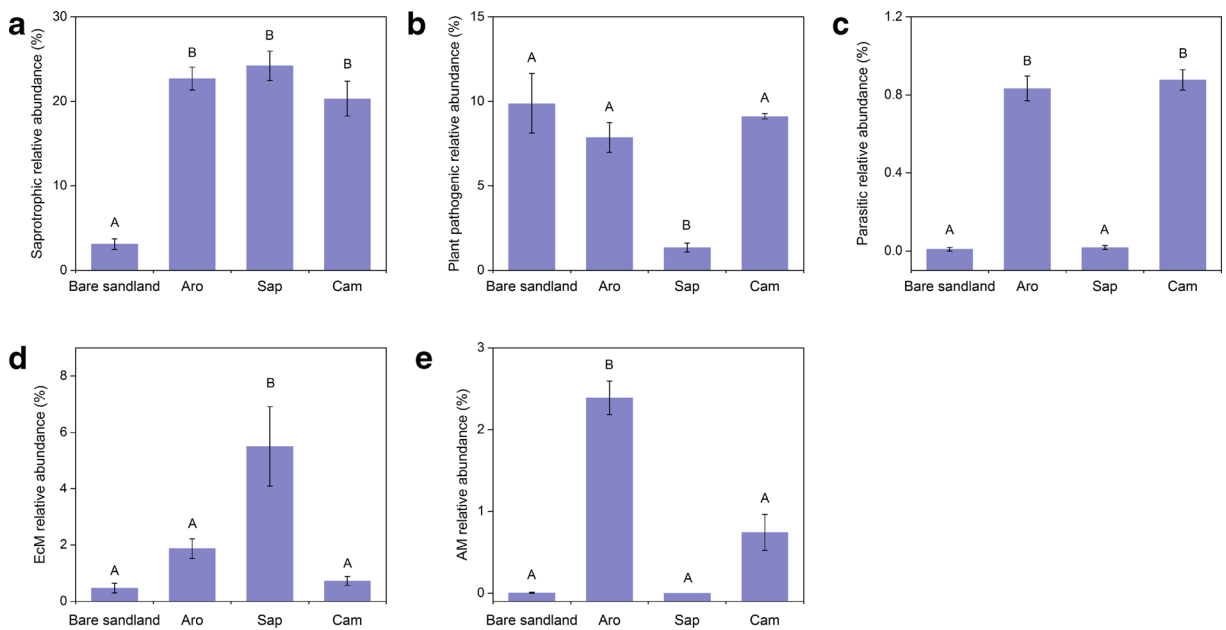 a
Saprotrophic relative abundance (%)
30
20
10
0
A
B
B
B
Bare sandland Aro Sap Cam
b
Plant pathogenic relative abundance (%)
15
10
5
0
A
A
B
A
Bare sandland Aro Sap Cam
c
Parasitic relative abundance (%)
1.2
0.8
0.4
0.0
A
B
A
B
Bare sandland Aro Sap Cam
d
EcM relative abundance (%)
8
6
4
2
0
A
A
B
A
Bare sandland Aro Sap Cam
e
AM relative abundance (%)
3
2
1
0
A
B
A
A
Bare sandland Aro Sap Cam